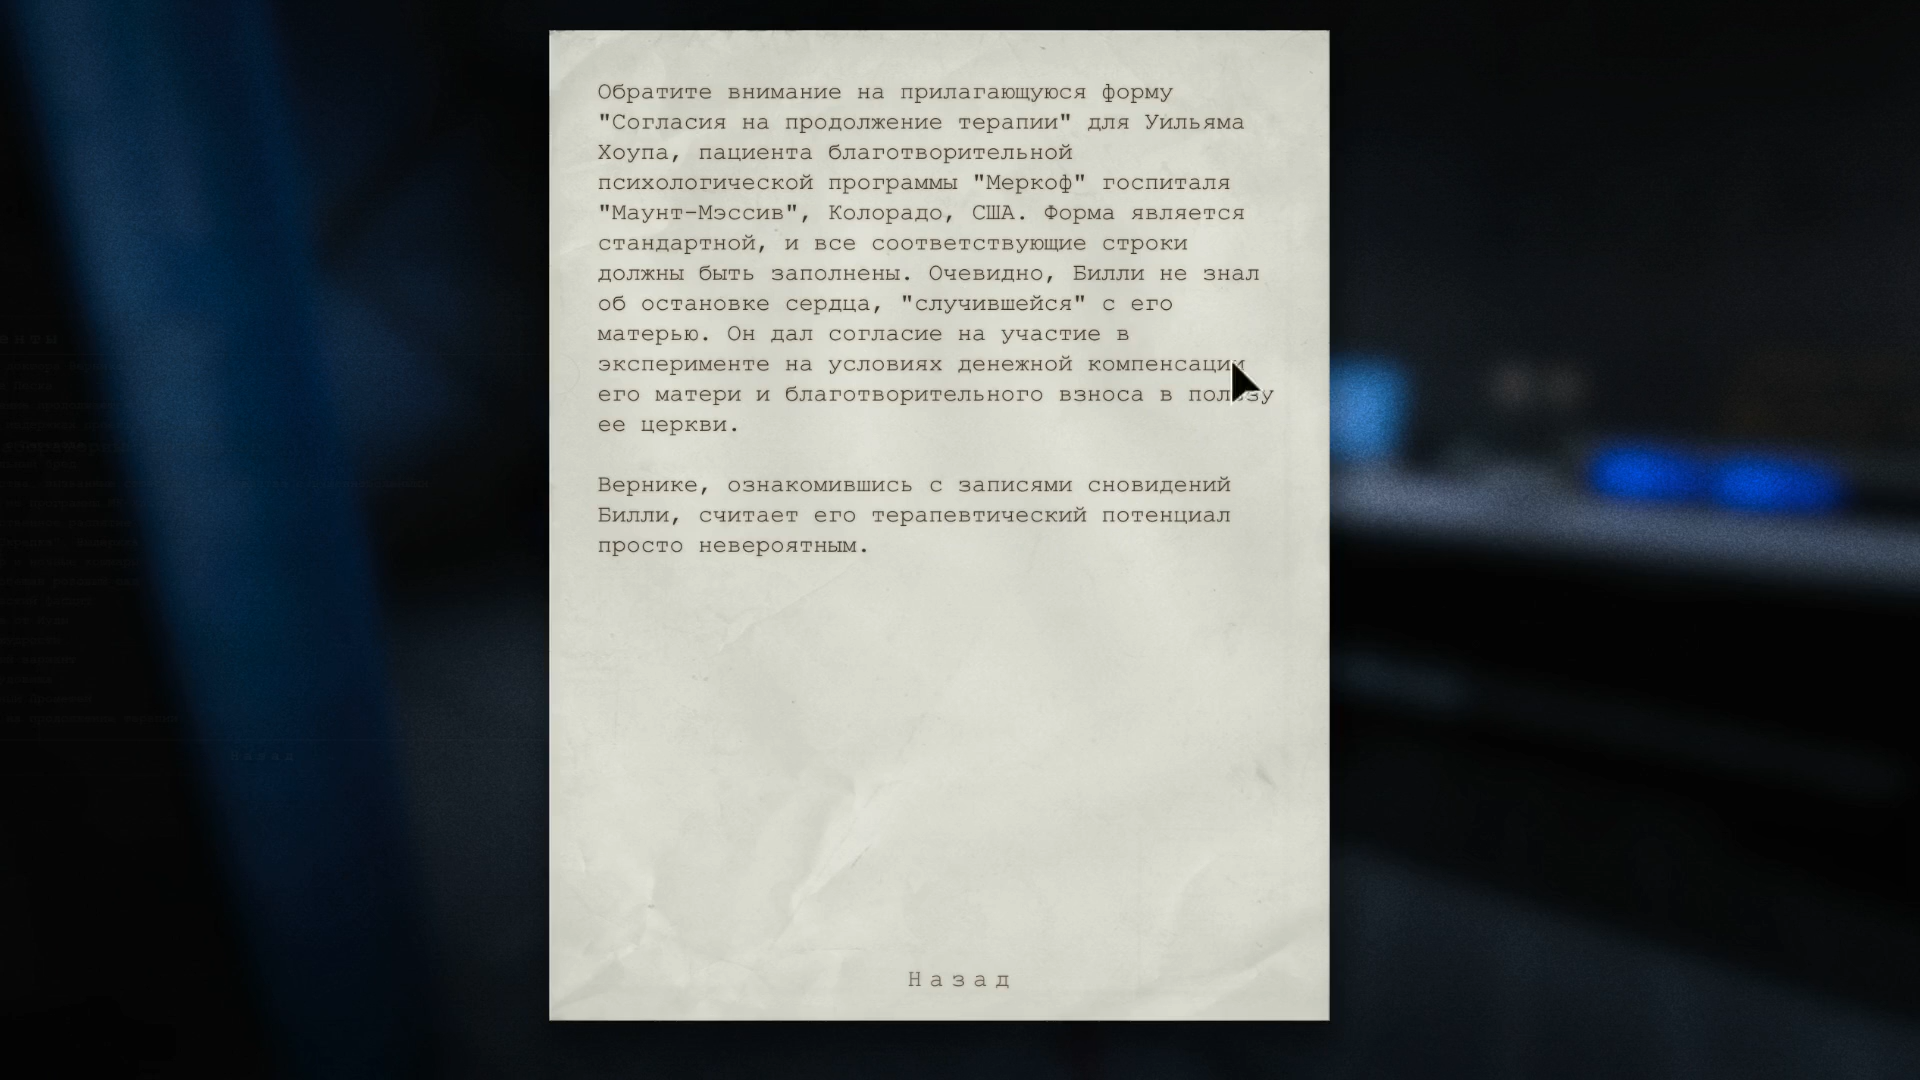 Обратите внимание на прилагающуюся форму
"Согласия на продолжение терапии" для Уильяма
Хоупа, пациента благотворительной
психологической программы "Меркоф" госпиталя
"Маунт-Мэссив", Колорадо, США. Форма является
стандартной, и все соответствующие строки
должны быть заполнены. Очевидно, Билли не знал
об остановке сердца, "случившейся" с его
матерью. Он дал согласие на участие в
эксперименте на условиях денежной компенсации
его матери и благотворительного взноса в пользу
ее церкви.
Вернике, ознакомившись с записями сновидений
Билли, считает его терапевтический потенциал
просто невероятным.
Назад